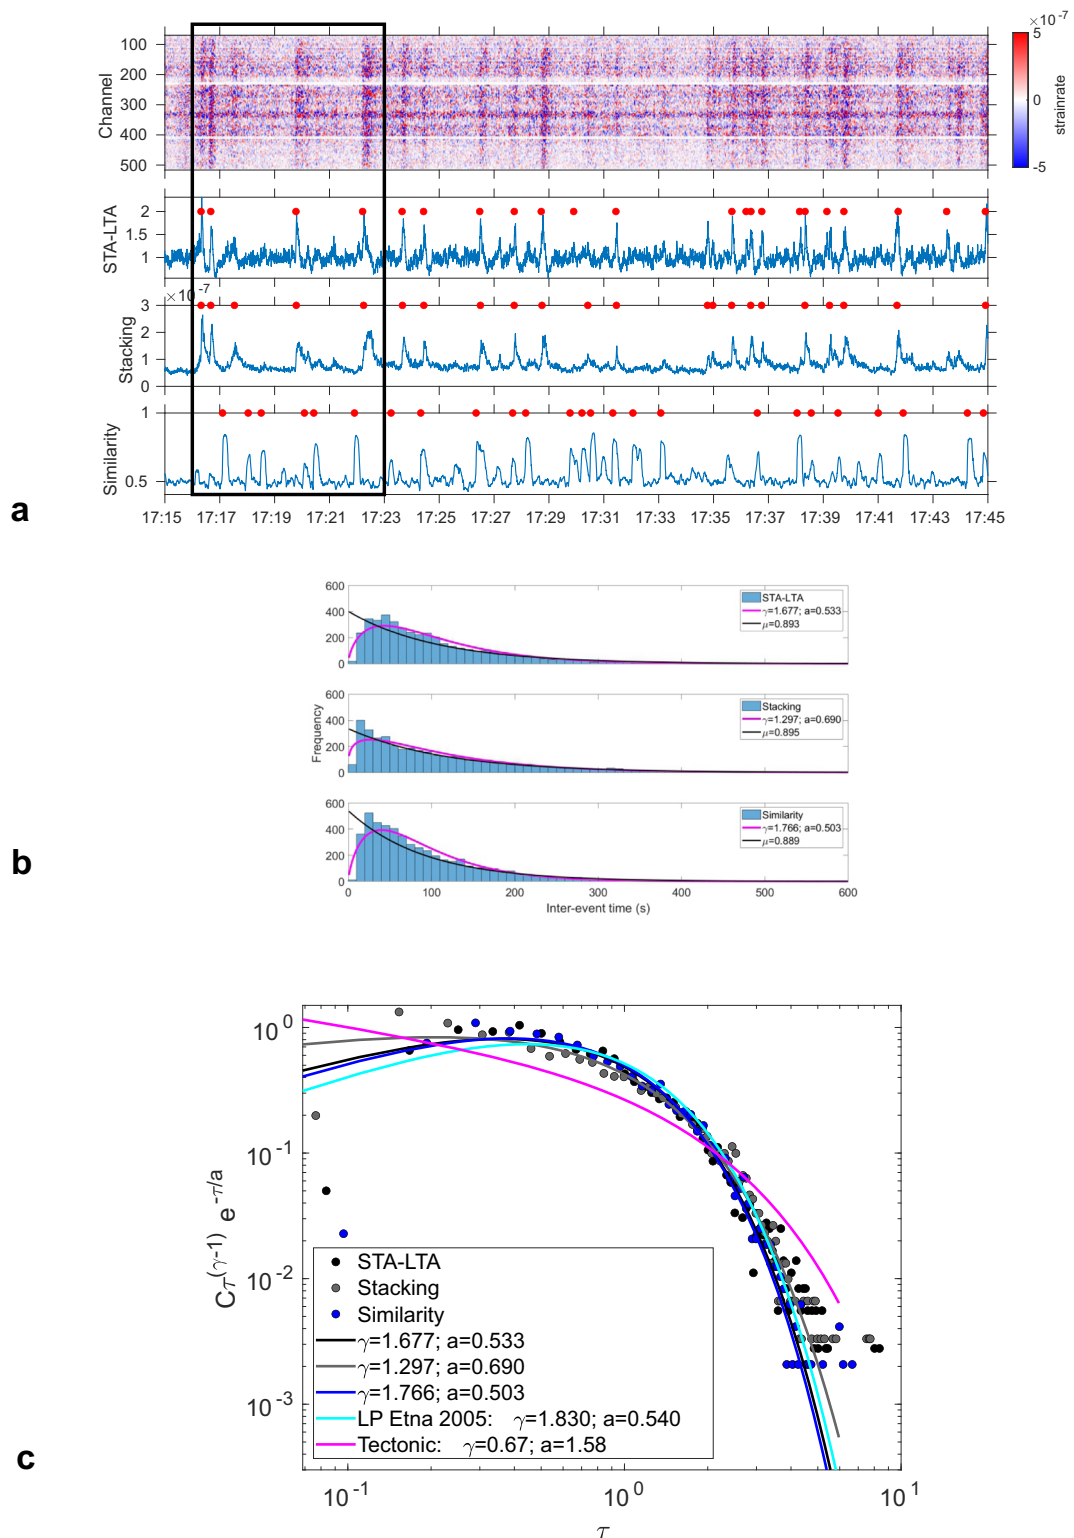 ×10⁻⁷
5
0
-5
strainrate
100
200
300
400
500
Channel
2
1.5
1
STA-LTA
×10⁻⁷
3
2
1
0
Stacking
1
0.5
Similarity
a
17:15 17:17 17:19 17:21 17:23 17:25 17:27 17:29 17:31 17:33 17:35 17:37 17:39 17:41 17:43 17:45
600
400
200
0
STA-LTA
γ=1.677; a=0.533
μ=0.893
600
400
200
0
Frequency
Stacking
γ=1.297; a=0.690
μ=0.895
600
400
200
0
Similarity
γ=1.766; a=0.503
μ=0.889
b
0 100 200 300 400 500 600
Inter-event time (s)
10⁰
10⁻¹
10⁻²
10⁻³
Cτ^(γ-1) e^-τ/a
STA-LTA
Stacking
Similarity
γ=1.677; a=0.533
γ=1.297; a=0.690
γ=1.766; a=0.503
LP Etna 2005: γ=1.830; a=0.540
Tectonic: γ=0.67; a=1.58
c
10⁻¹ 10⁰ 10¹
τ